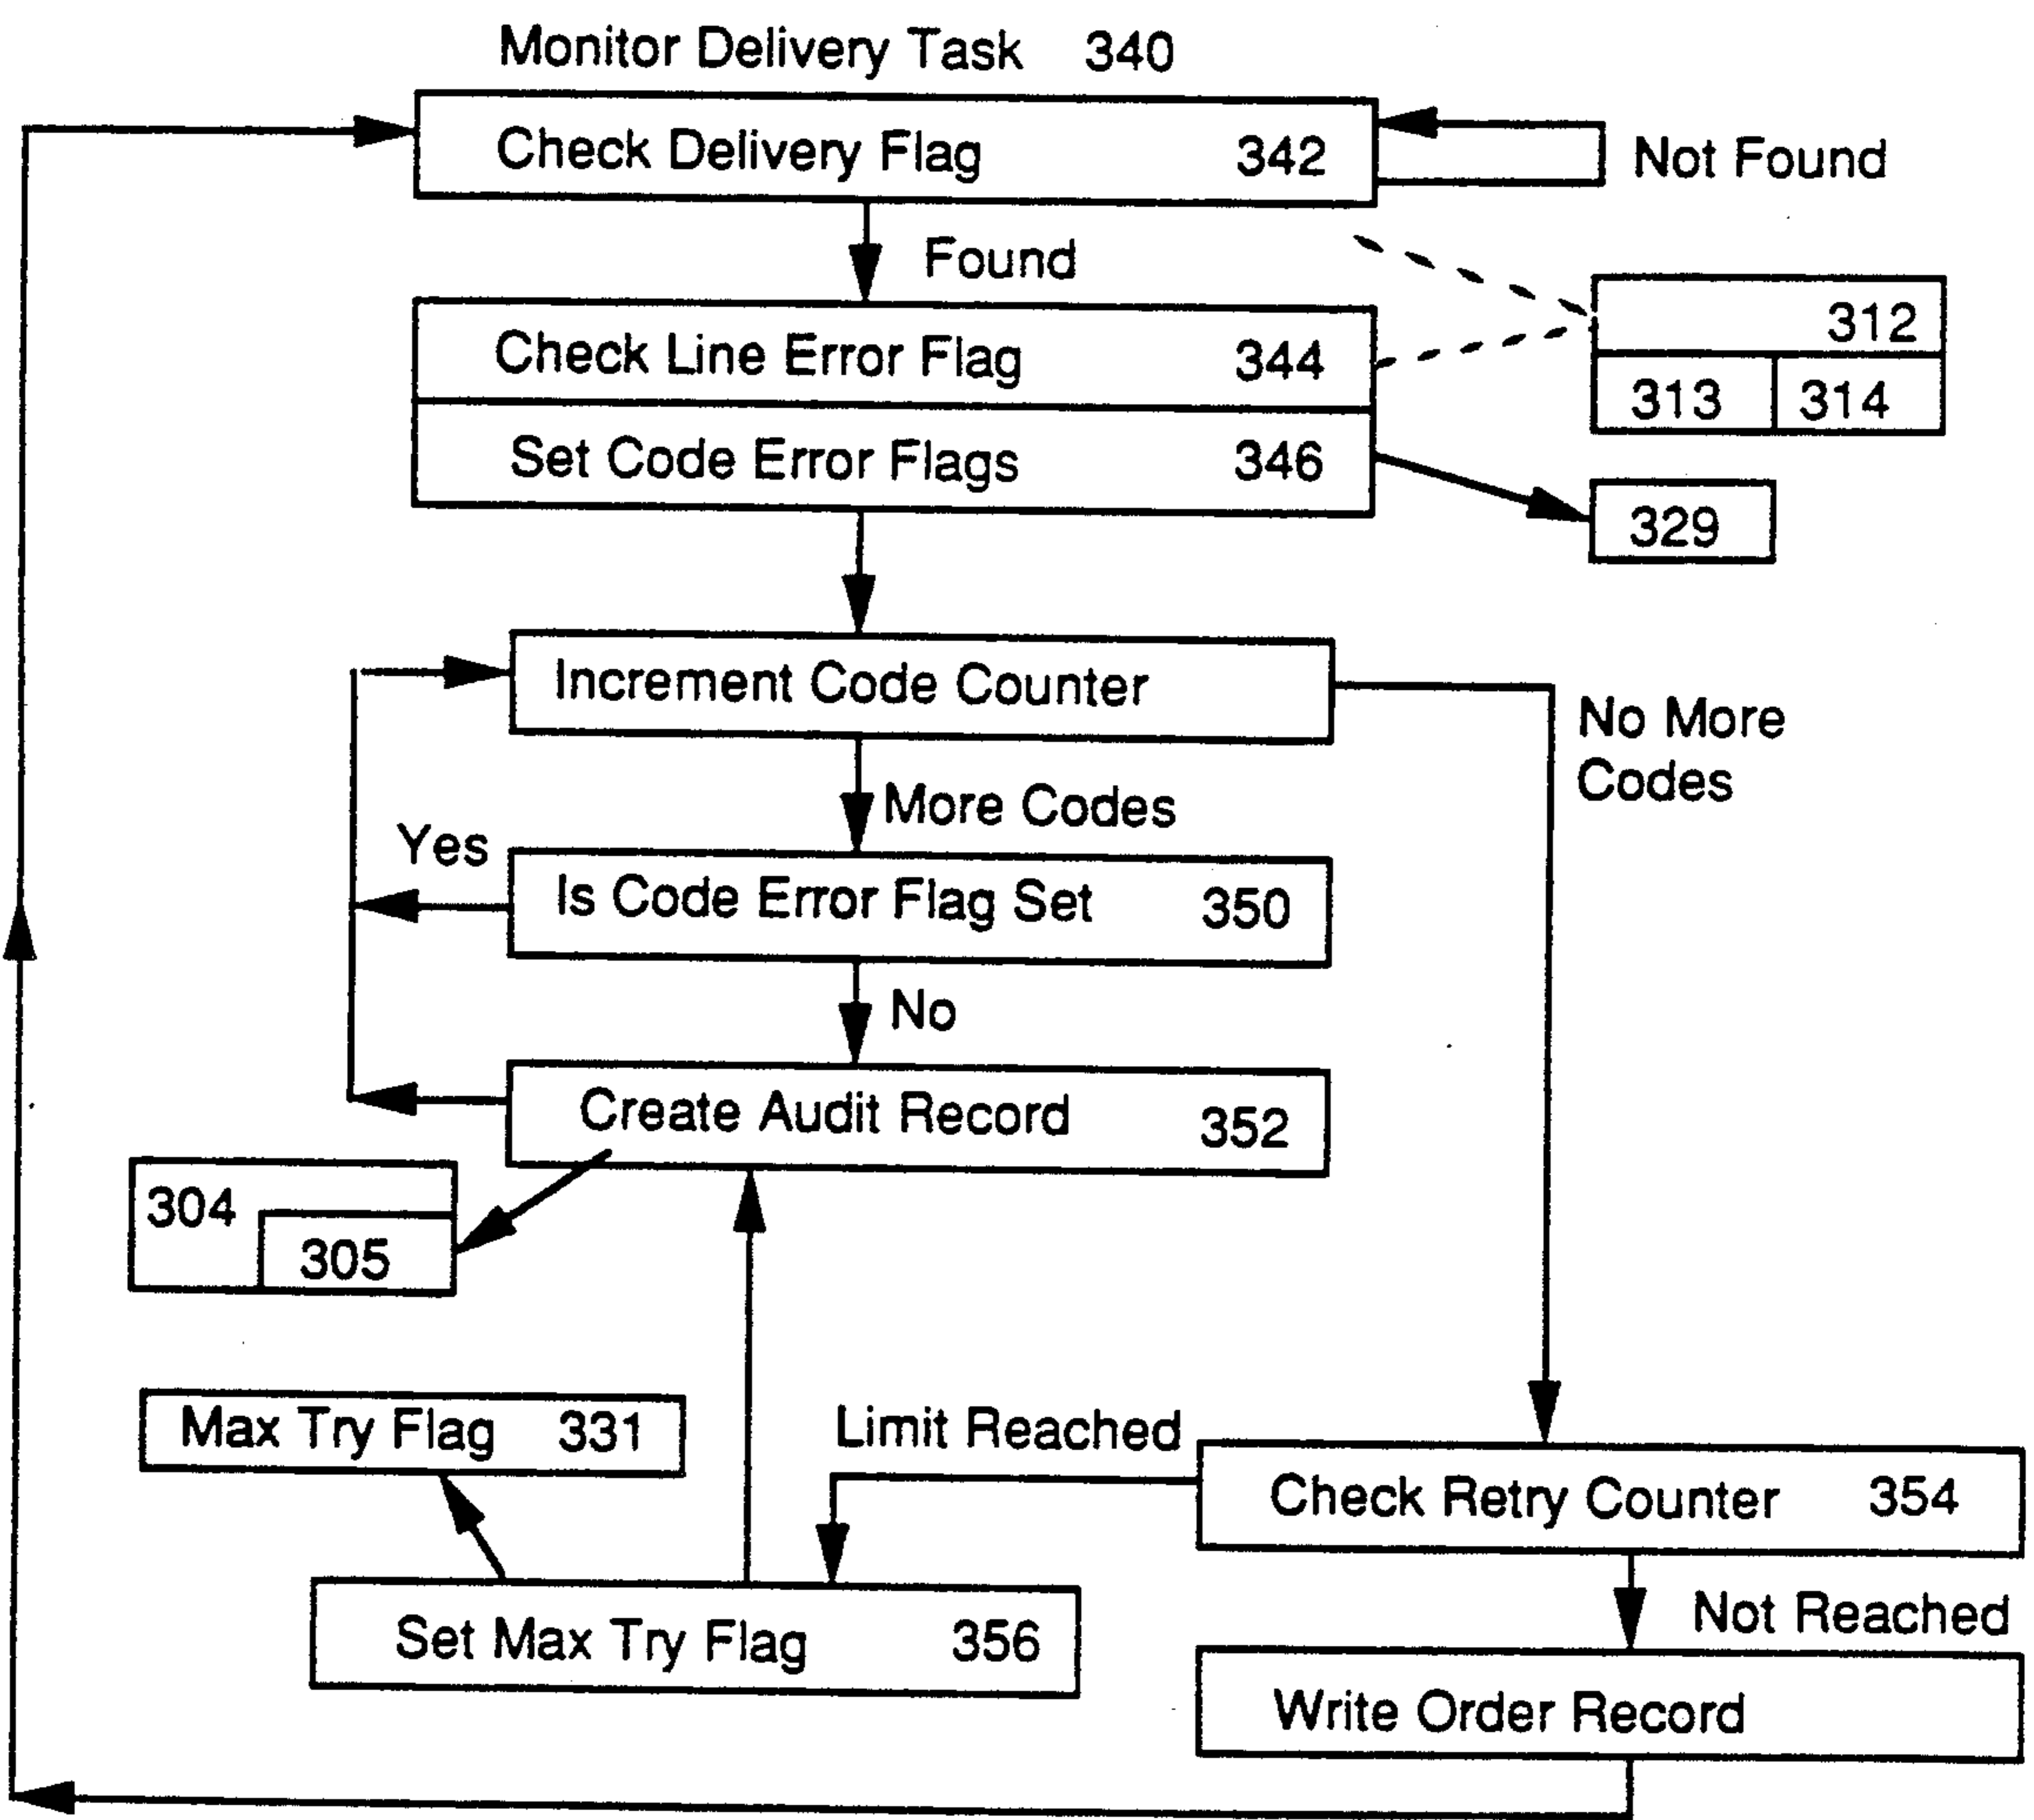 Monitor Delivery Task 340
Check Delivery Flag 342
Not Found
Found
312
Check Line Error Flag 344
313 314
Set Code Error Flags 346
329
Increment Code Counter
No More
Codes
More Codes
Yes
Is Code Error Flag Set 350
No
Create Audit Record 352
304
305
Max Try Flag 331
Limit Reached
Check Retry Counter 354
Not Reached
Set Max Try Flag 356
Write Order Record